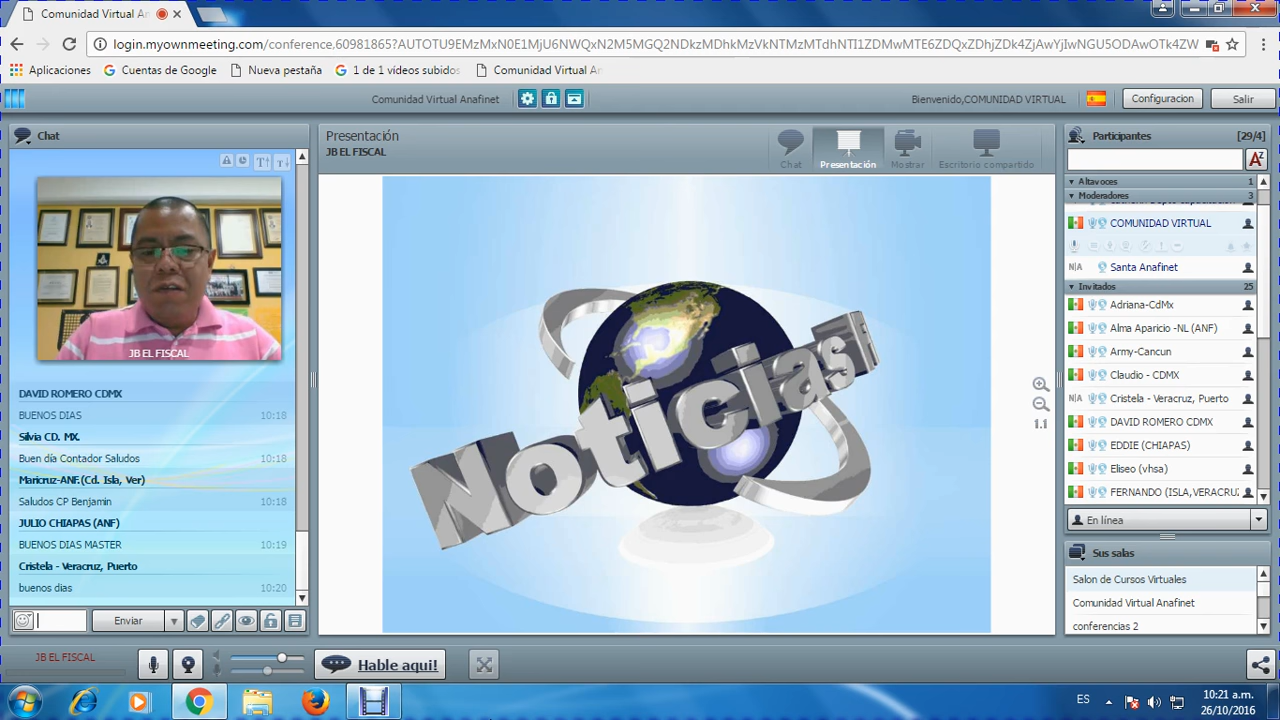 Comunidad Virtual An
login.myownmeeting.com/conference,60981865?AUTOTU9EMzMxN0E1MjU6NWQxN2M5MGQ2NDkzMDhkMzVkNTMzMTdhNTI1ZDMwMTE6ZDQxZDhjZDk4ZjAwYjIwNGU5ODAwOTk4ZW
Aplicaciones
Cuentas de Google
Nueva pestaña
1 de 1 vídeos subidos
Comunidad Virtual An
Comunidad Virtual Anafinet
Bienvenido,COMUNIDAD VIRTUAL
Configuracion
Salir
Chat
JB EL FISCAL
DAVID ROMERO CDMX
BUENOS DIAS 10:18
Silvia CD. MX.
Buen día Contador Saludos 10:18
Maricruz-ANF.(Cd. Isla, Ver)
Saludos CP Benjamin 10:18
JULIO CHIAPAS (ANF)
BUENOS DIAS MASTER 10:19
Cristela - Veracruz, Puerto
buenos dias 10:20
Enviar
Presentación
JB EL FISCAL
Chat
Presentación
Mostrar
Escritorio compartido
Noticias!
1.1
Participantes [29/4]
Altavoces 1
Moderadores 3
COMUNIDAD VIRTUAL
N/A Santa Anafinet
Invitados 25
Adriana-CdMx
Alma Aparicio -NL (ANF)
Army-Cancun
Claudio - CDMX
N/A Cristela - Veracruz, Puerto
DAVID ROMERO CDMX
EDDIE (CHIAPAS)
Eliseo (vhsa)
FERNANDO (ISLA,VERACRUZ
En línea
Sus salas
Salon de Cursos Virtuales
Comunidad Virtual Anafinet
conferencias 2
JB EL FISCAL
Hable aqui!
ES
10:21 a.m.
26/10/2016